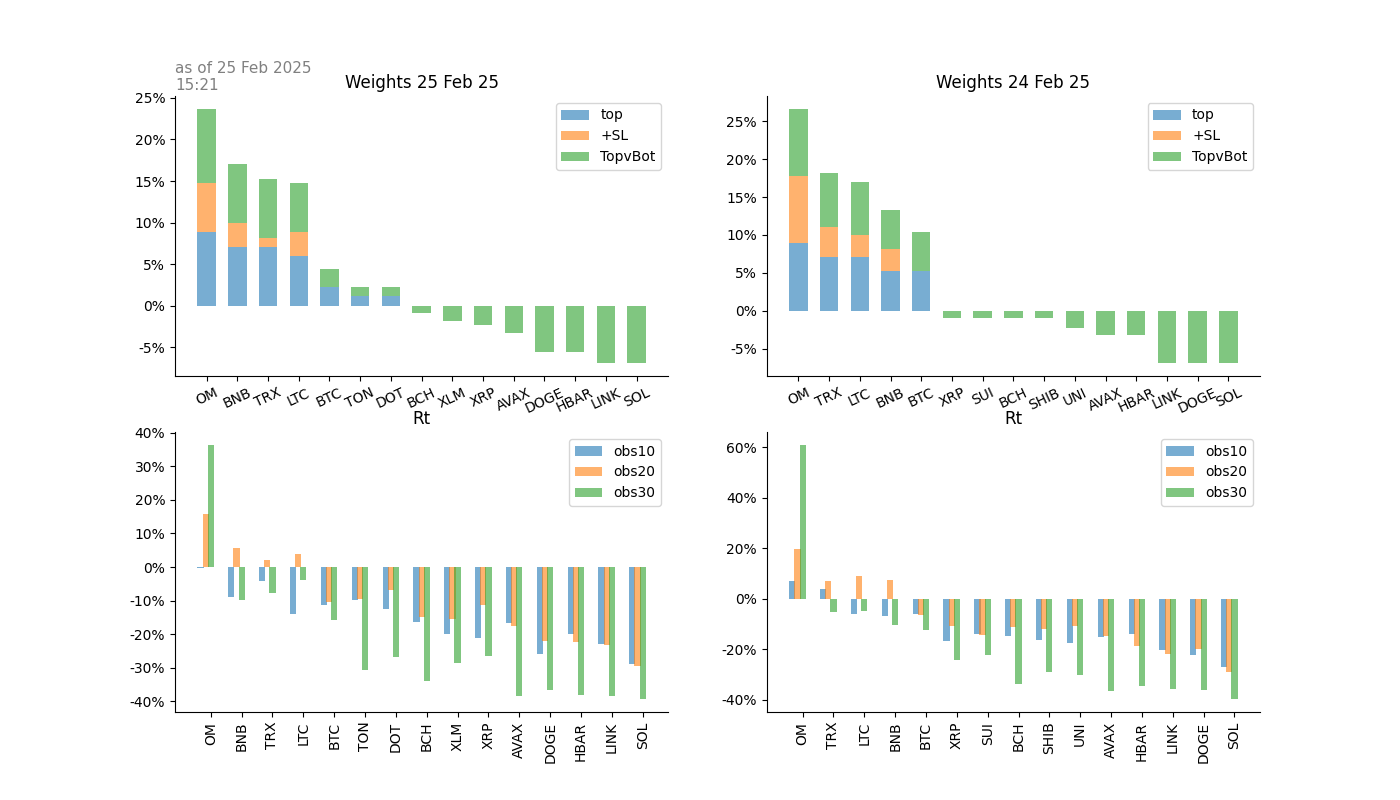 as of 25 Feb 2025
15:21
Weights 25 Feb 25
25%
20%
15%
10%
5%
0%
-5%
top
+SL
TopvBot
OM BNB TRX LTC BTC TON DOT BCH XLM XRP AVAX DOGE HBAR LINK SOL
Weights 24 Feb 25
25%
20%
15%
10%
5%
0%
-5%
top
+SL
TopvBot
OM TRX LTC BNB BTC XRP SUI BCH SHIB UNI AVAX HBAR LINK DOGE SOL
Rt
40%
30%
20%
10%
0%
-10%
-20%
-30%
-40%
obs10
obs20
obs30
OM BNB TRX LTC BTC TON DOT BCH XLM XRP AVAX DOGE HBAR LINK SOL
Rt
60%
40%
20%
0%
-20%
-40%
obs10
obs20
obs30
OM TRX LTC BNB BTC XRP SUI BCH SHIB UNI AVAX HBAR LINK DOGE SOL